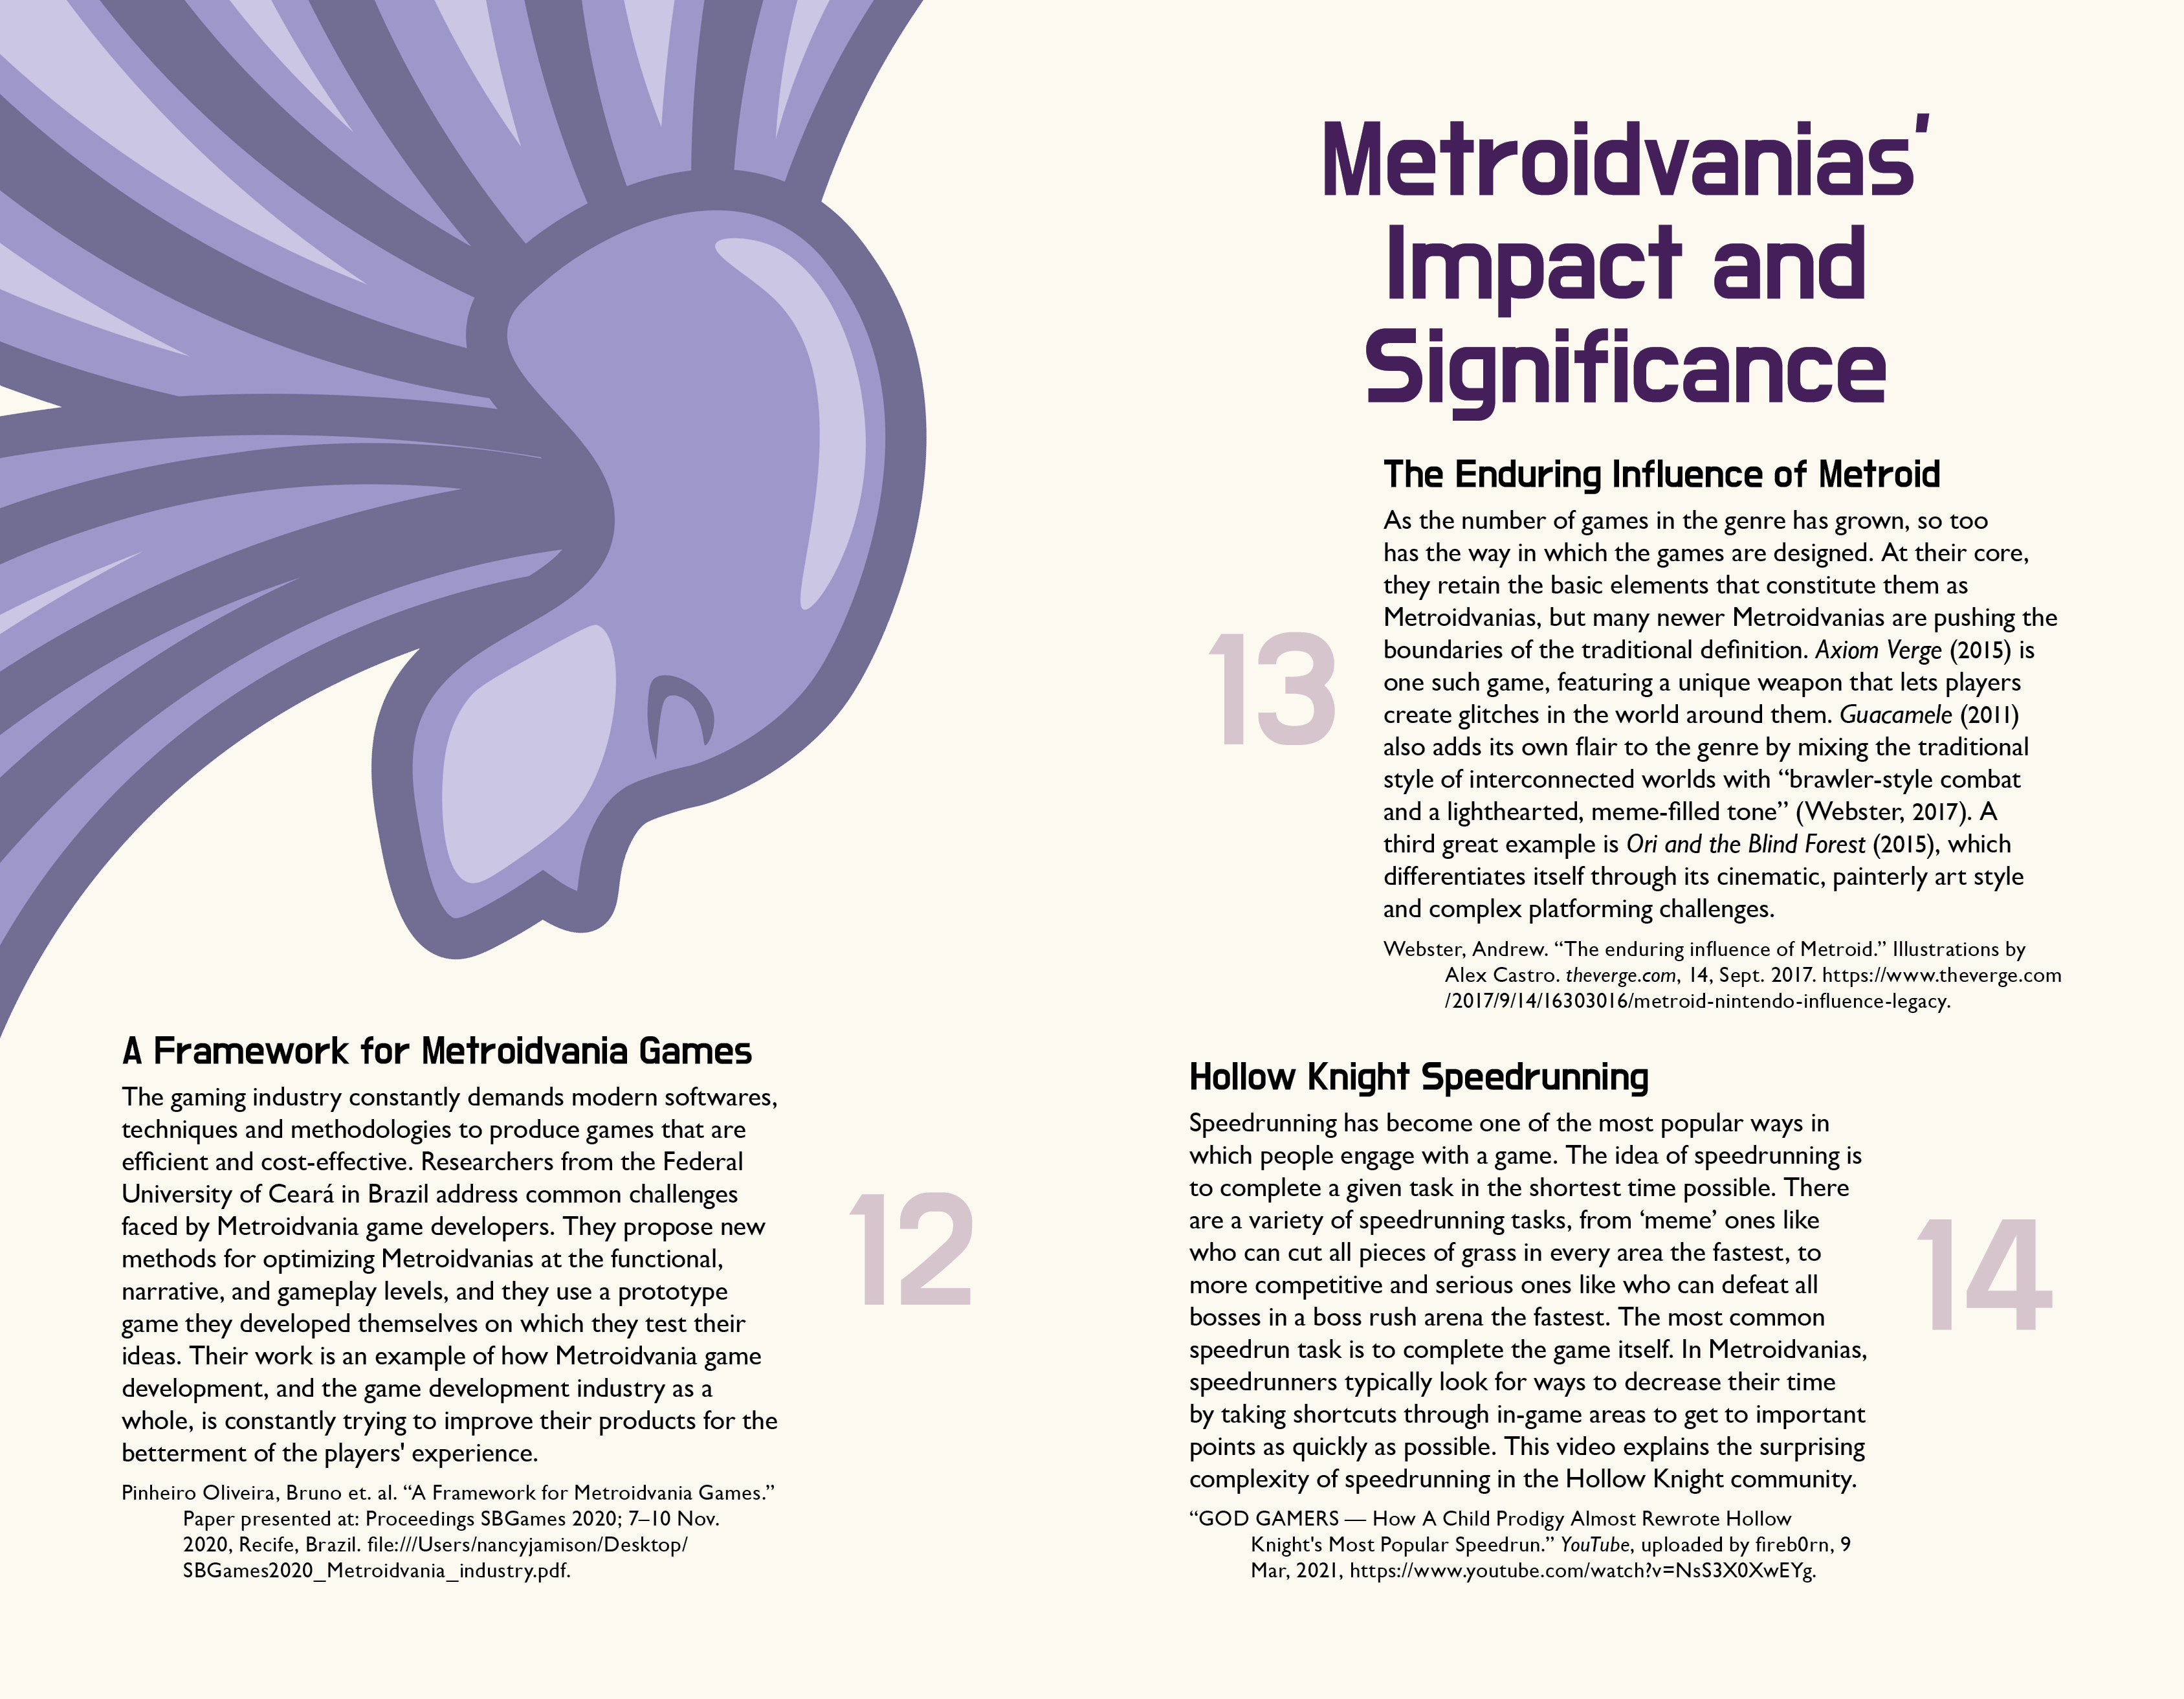 A Framework for Metroidvania Games
The gaming industry constantly demands modern softwares,
techniques and methodologies to produce games that are
efficient and cost-effective. Researchers from the Federal
University of Ceará in Brazil address common challenges
faced by Metroidvania game developers. They propose new
methods for optimizing Metroidvanias at the functional,
narrative, and gameplay levels, and they use a prototype
game they developed themselves on which they test their
ideas. Their work is an example of how Metroidvania game
development, and the game development industry as a
whole, is constantly trying to improve their products for the
betterment of the players' experience.
Pinheiro Oliveira, Bruno et. al. “A Framework for Metroidvania Games.”
Paper presented at: Proceedings SBGames 2020; 7–10 Nov.
2020, Recife, Brazil. file:///Users/nancyjamison/Desktop/
SBGames2020_Metroidvania_industry.pdf.
12
Metroidvanias’
Impact and
Significance
The Enduring Influence of Metroid
As the number of games in the genre has grown, so too
has the way in which the games are designed. At their core,
they retain the basic elements that constitute them as
Metroidvanias, but many newer Metroidvanias are pushing the
boundaries of the traditional definition. Axiom Verge (2015) is
one such game, featuring a unique weapon that lets players
create glitches in the world around them. Guacamele (2011)
also adds its own flair to the genre by mixing the traditional
style of interconnected worlds with “brawler-style combat
and a lighthearted, meme-filled tone” (Webster, 2017). A
third great example is Ori and the Blind Forest (2015), which
differentiates itself through its cinematic, painterly art style
and complex platforming challenges.
Webster, Andrew. “The enduring influence of Metroid.” Illustrations by
Alex Castro. theverge.com, 14, Sept. 2017. https://www.theverge.com
/2017/9/14/16303016/metroid-nintendo-influence-legacy.
13
Hollow Knight Speedrunning
Speedrunning has become one of the most popular ways in
which people engage with a game. The idea of speedrunning is
to complete a given task in the shortest time possible. There
are a variety of speedrunning tasks, from ‘meme’ ones like
who can cut all pieces of grass in every area the fastest, to
more competitive and serious ones like who can defeat all
bosses in a boss rush arena the fastest. The most common
speedrun task is to complete the game itself. In Metroidvanias,
speedrunners typically look for ways to decrease their time
by taking shortcuts through in-game areas to get to important
points as quickly as possible. This video explains the surprising
complexity of speedrunning in the Hollow Knight community.
“GOD GAMERS — How A Child Prodigy Almost Rewrote Hollow
Knight's Most Popular Speedrun.” YouTube, uploaded by fireb0rn, 9
Mar, 2021, https://www.youtube.com/watch?v=NsS3X0XwEYg.
14